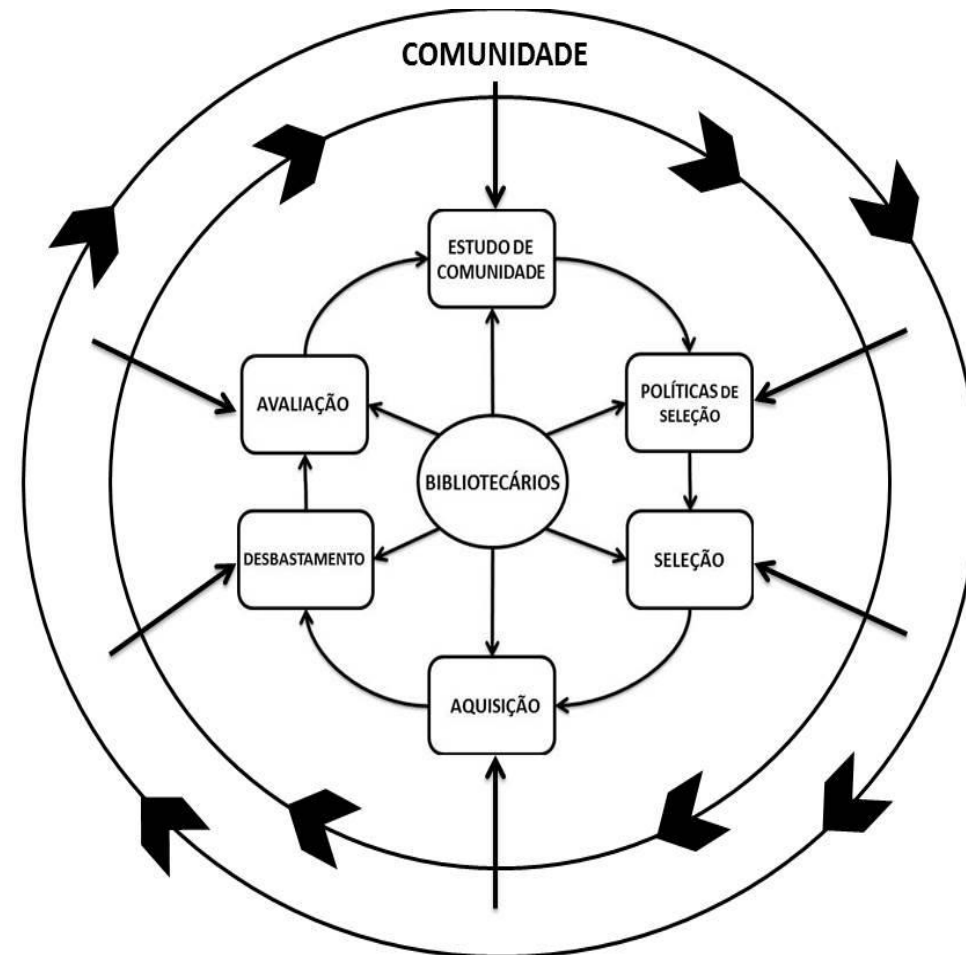 COMUNIDADE
ESTUDO DE
COMUNIDADE
POLÍTICAS DE
SELEÇÃO
SELEÇÃO
AQUISIÇÃO
DESBASTAMENTO
AVALIAÇÃO
BIBLIOTECÁRIOS